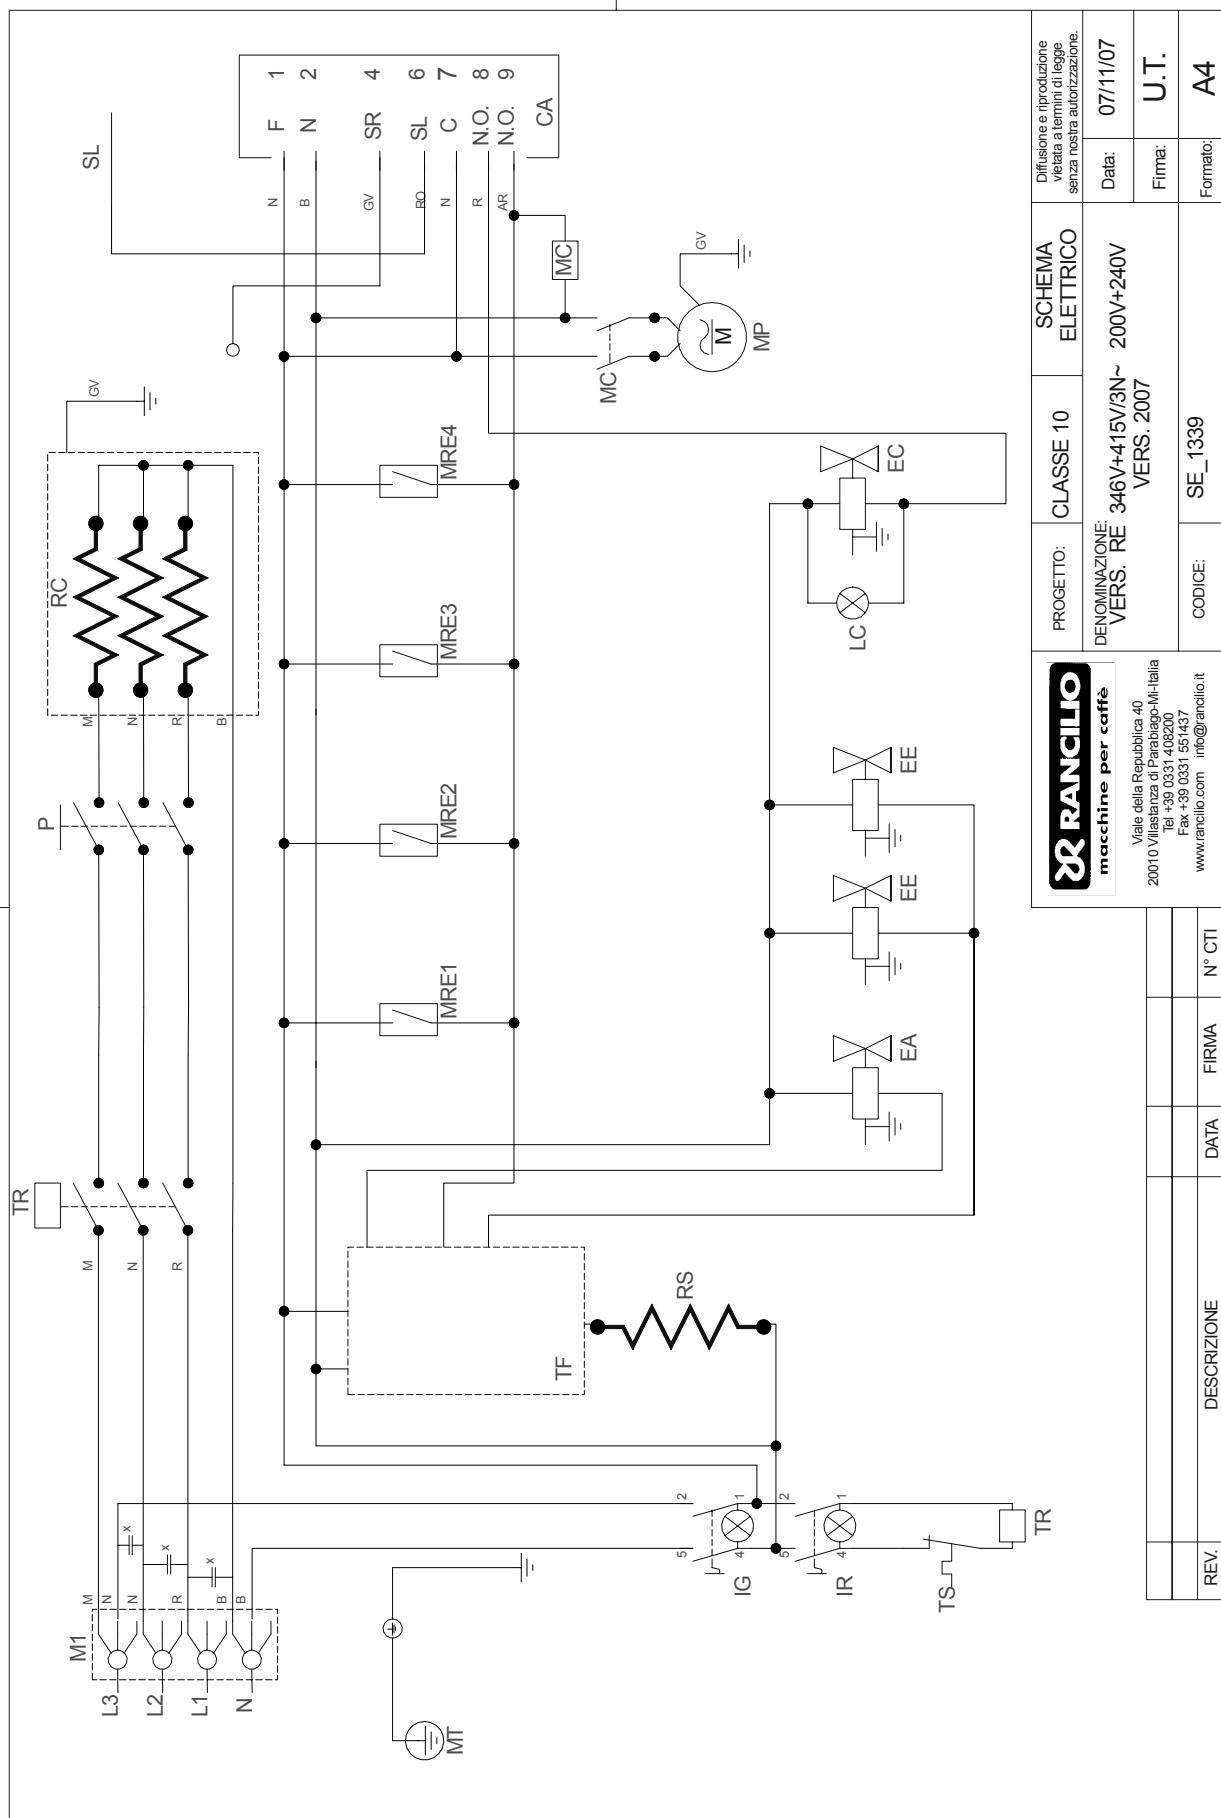 SL
F 1
N 2
SR 4
SL 6
C 7
N.O. 8
N.O. 9
CA
N
B
GV
RO
N
R
AR
MC
GV
M
MP
MC
RC
GV
M
N
R
B
P
MRE4
MRE3
MRE2
MRE1
EC
LC
EE
EE
EA
TR
M
N
R
TF
RS
x
x
x
M
N
N
R
B
B
M1
L3
L2
L1
N
MT
2
5
1
4
IG
2
5
1
4
IR
TS
TR
RANCILIO
macchine per caffè
Viale della Repubblica 40
20010 Villastanza di Parabiago-MI-Italia
Tel +39 0331 408200
Fax +39 0331 551437
www.rancilio.com info@rancilio.it
PROGETTO:
CLASSE 10
SCHEMA
ELETTRICO
Diffusione e riproduzione
vietata a termini di legge
senza nostra autorizzazione.
DENOMINAZIONE:
VERS. RE 346V+415V/3N~ 200V+240V
VERS. 2007
Data: 07/11/07
Firma: U.T.
CODICE: SE_1339
Formato: A4
REV. DESCRIZIONE DATA FIRMA N° CTI